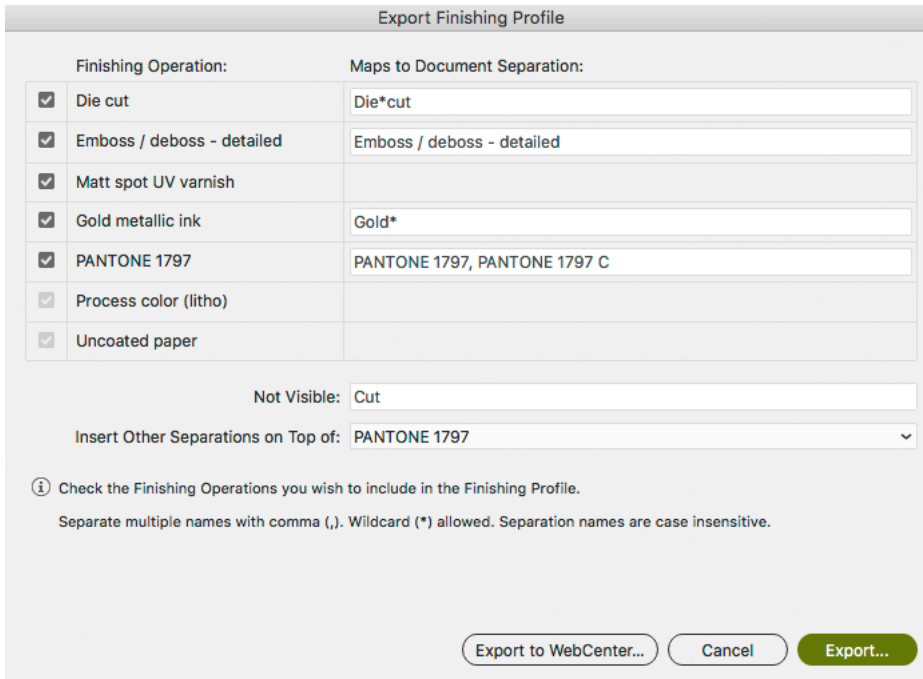 Export Finishing Profile
Finishing Operation: Maps to Document Separation:
Die cut Die*cut
Emboss / deboss - detailed Emboss / deboss - detailed
Matt spot UV varnish
Gold metallic ink Gold*
PANTONE 1797 PANTONE 1797, PANTONE 1797 C
Process color (litho)
Uncoated paper
Not Visible: Cut
Insert Other Separations on Top of: PANTONE 1797
Check the Finishing Operations you wish to include in the Finishing Profile.
Separate multiple names with comma (,). Wildcard (*) allowed. Separation names are case insensitive.
Export to WebCenter... Cancel Export...